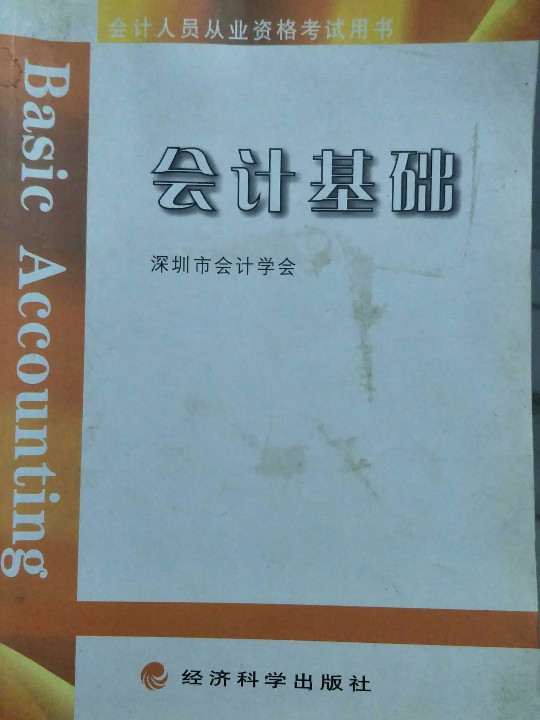 会计人员从业资格考试用书
Basic Accounting
会计基础
深圳市会计学会
经济科学出版社